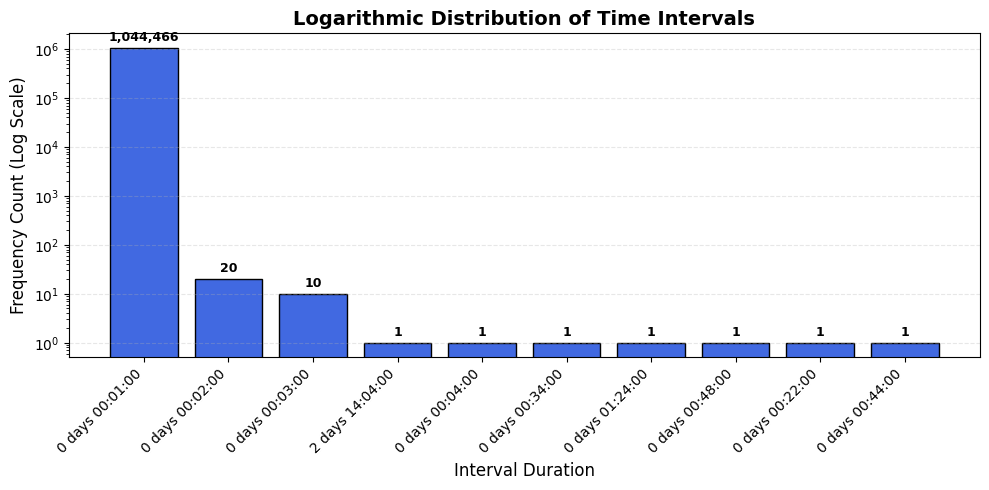 Logarithmic Distribution of Time Intervals
Frequency Count (Log Scale)
10⁶
10⁵
10⁴
10³
10²
10¹
10⁰
1,044,466
20
10
1
1
1
1
1
1
1
0 days 00:01:00
0 days 00:02:00
0 days 00:03:00
2 days 14:04:00
0 days 00:04:00
0 days 00:34:00
0 days 01:24:00
0 days 00:48:00
0 days 00:22:00
0 days 00:44:00
Interval Duration